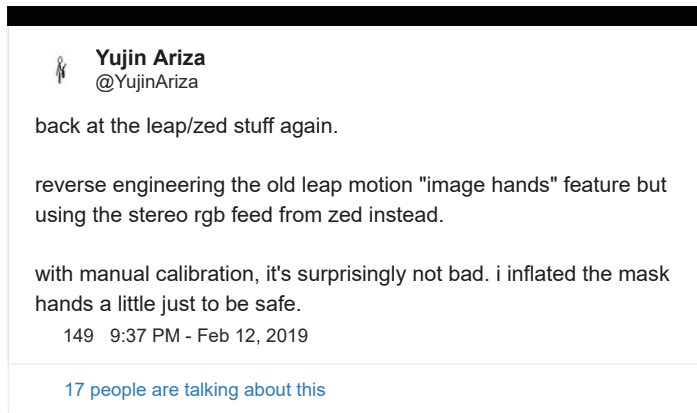 Yujin Ariza
@YujinAriza
back at the leap/zed stuff again.
reverse engineering the old leap motion "image hands" feature but
using the stereo rgb feed from zed instead.
with manual calibration, it's surprisingly not bad. i inflated the mask
hands a little just to be safe.
149 9:37 PM - Feb 12, 2019
17 people are talking about this